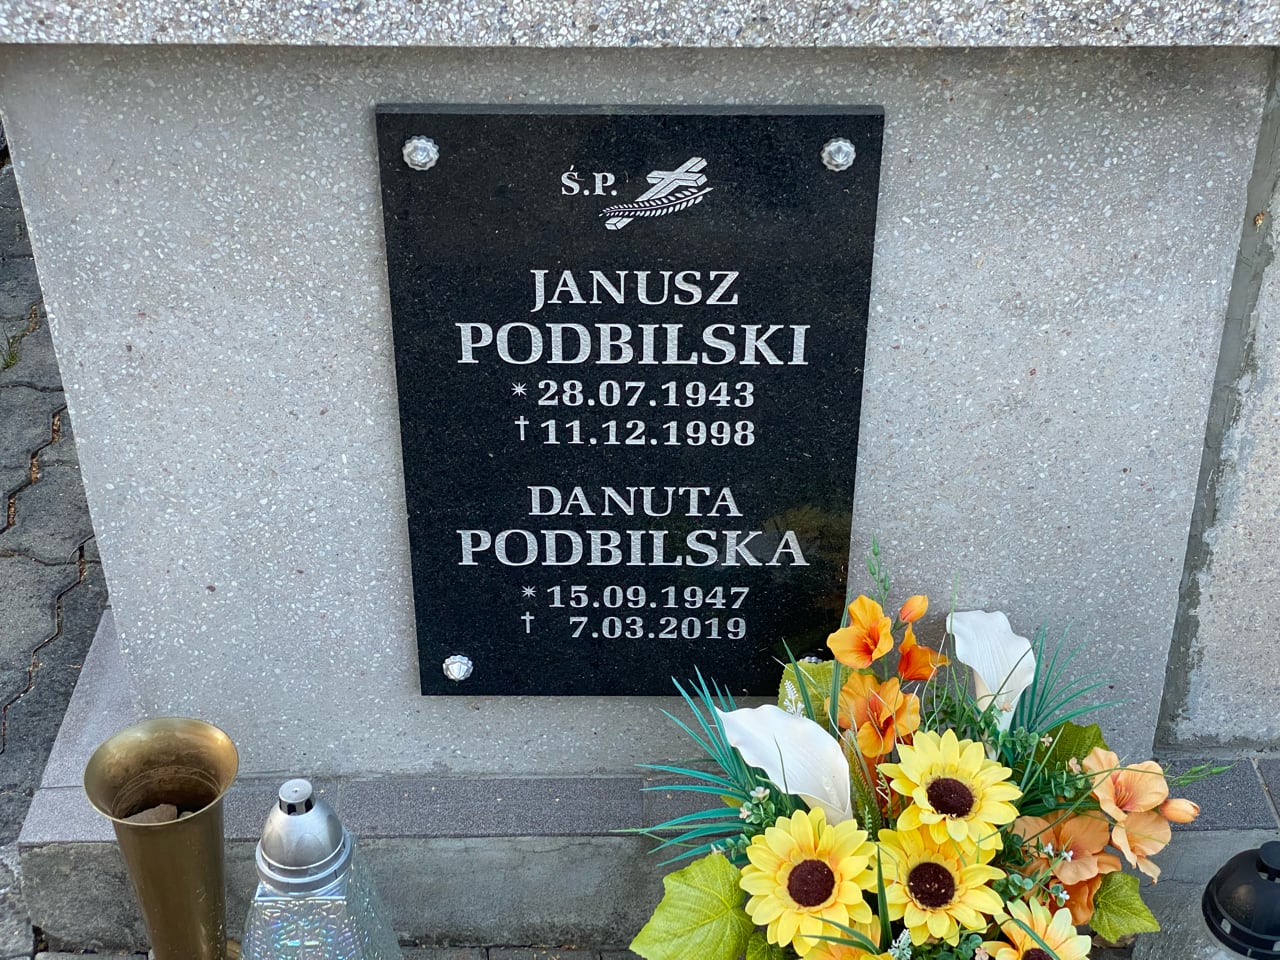 Ś.P.
JANUSZ
PODBILSKI
* 28.07.1943
† 11.12.1998
DANUTA
PODBILSKA
* 15.09.1947
† 7.03.2019